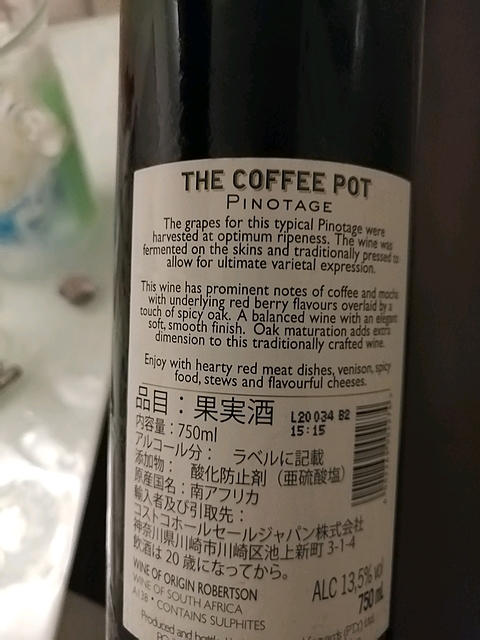 THE COFFEE POT
PINOTAGE
The grapes for this typical Pinotage were
harvested at optimum ripeness. The wine was
fermented on the skins and traditionally pressed to
allow for ultimate varietal expression.
This wine has prominent notes of coffee and mocha
with underlying red berry flavours overlaid by a
touch of spicy oak. A balanced wine with an elegant
soft, smooth finish. Oak maturation adds extra
dimension to this traditionally crafted wine.
Enjoy with hearty red meat dishes, venison, spicy
food, stews and flavourful cheeses.
品目：果実酒
L20034 B2
15:15
内容量：750ml
アルコール分： ラベルに記載
添加物： 酸化防止剤（亜硫酸塩）
原産国名：南アフリカ
輸入者及び引取先：
コストコホールセールジャパン株式会社
神奈川県川崎市川崎区池上新町 3-1-4
飲酒は 20 歳になってから。
WINE OF ORIGIN ROBERTSON
WINE OF SOUTH AFRICA
A138 • CONTAINS SULPHITES
ALC 13,5% vol
750 mL
Produced and bottled